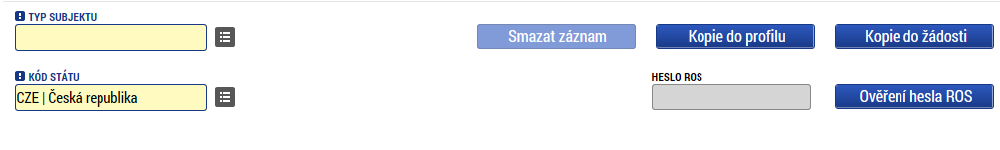 TYP SUBJEKTU
Smazat záznam
Kopie do profilu
Kopie do žádosti
KÓD STÁTU
HESLO ROS
CZE | Česká republika
Ověření hesla ROS